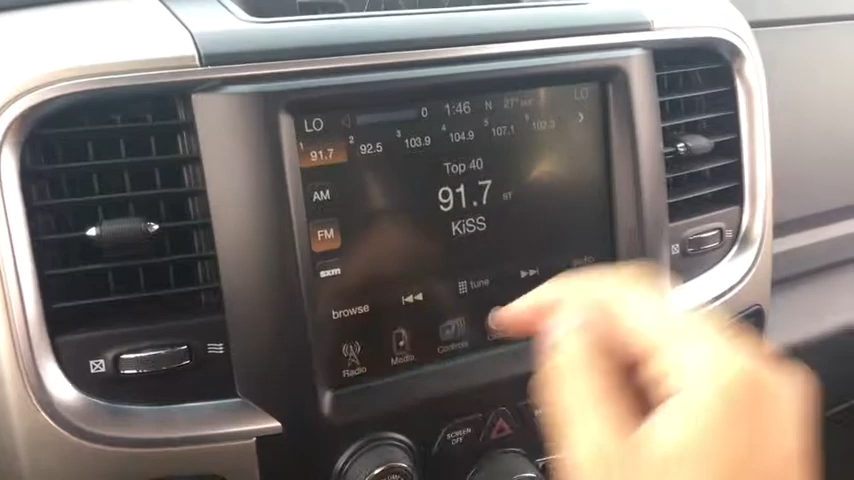 LO 0 1:46 N 27° LO
1 91.7 2 92.5 3 103.9 4 104.9 5 107.1
Top 40
AM
91.7 ST
FM
KiSS
sxm
browse tune
Radio Media Controls
SCREEN OFF